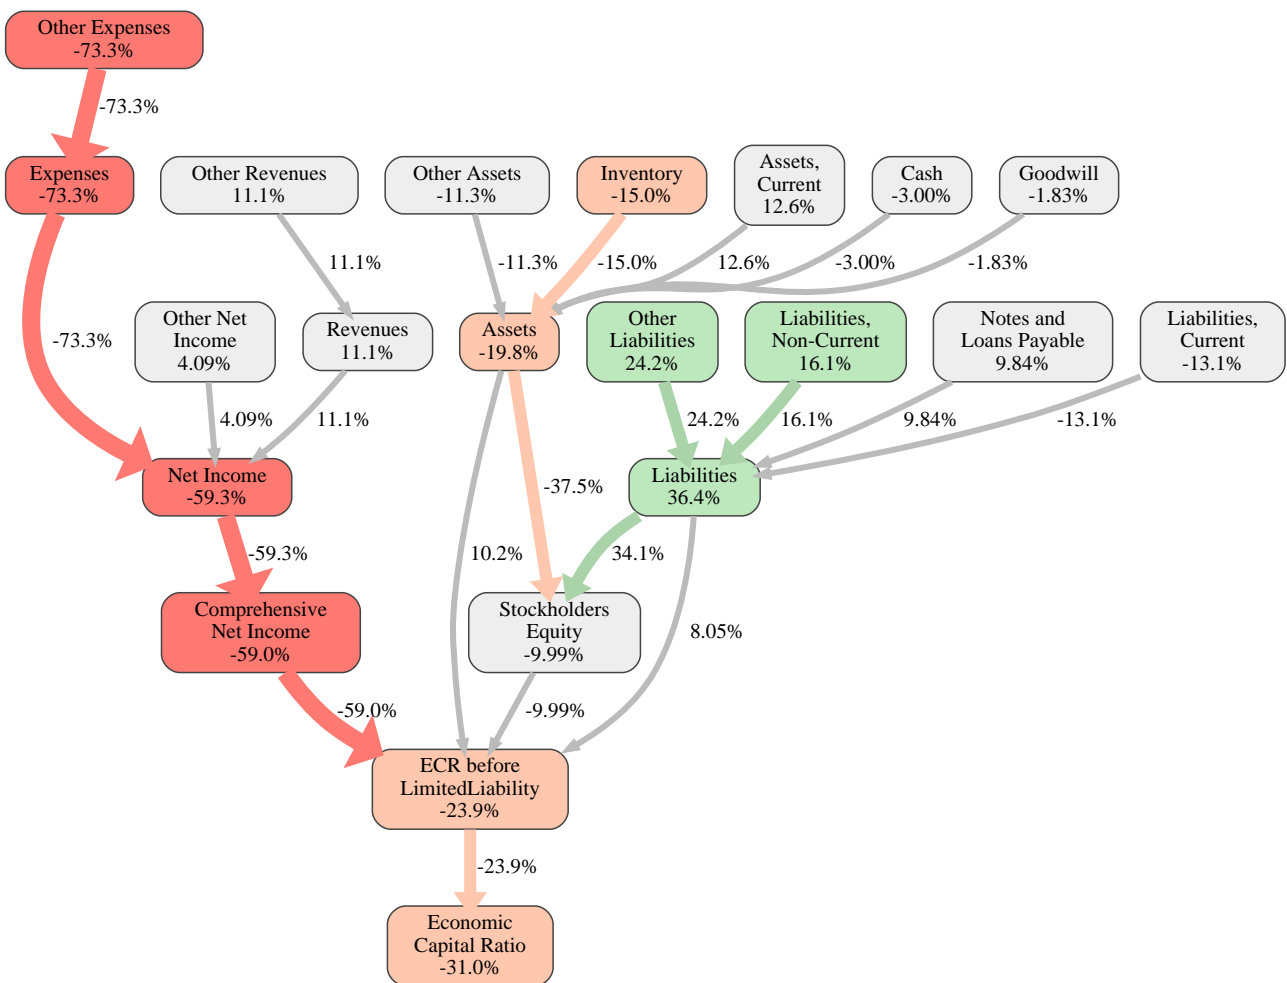 Other Expenses
-73.3%
-73.3%
Expenses
-73.3%
Other Revenues
11.1%
Other Assets
-11.3%
Inventory
-15.0%
Assets,
Current
12.6%
Cash
-3.00%
Goodwill
-1.83%
11.1%
-11.3%
-15.0%
12.6%
-3.00%
-1.83%
-73.3%
Other Net
Income
4.09%
Revenues
11.1%
Assets
-19.8%
Other
Liabilities
24.2%
Liabilities,
Non-Current
16.1%
Notes and
Loans Payable
9.84%
Liabilities,
Current
-13.1%
4.09%
11.1%
24.2%
16.1%
9.84%
-13.1%
Net Income
-59.3%
-37.5%
Liabilities
36.4%
-59.3%
10.2%
34.1%
Comprehensive
Net Income
-59.0%
Stockholders
Equity
-9.99%
8.05%
-59.0%
-9.99%
ECR before
LimitedLiability
-23.9%
-23.9%
Economic
Capital Ratio
-31.0%